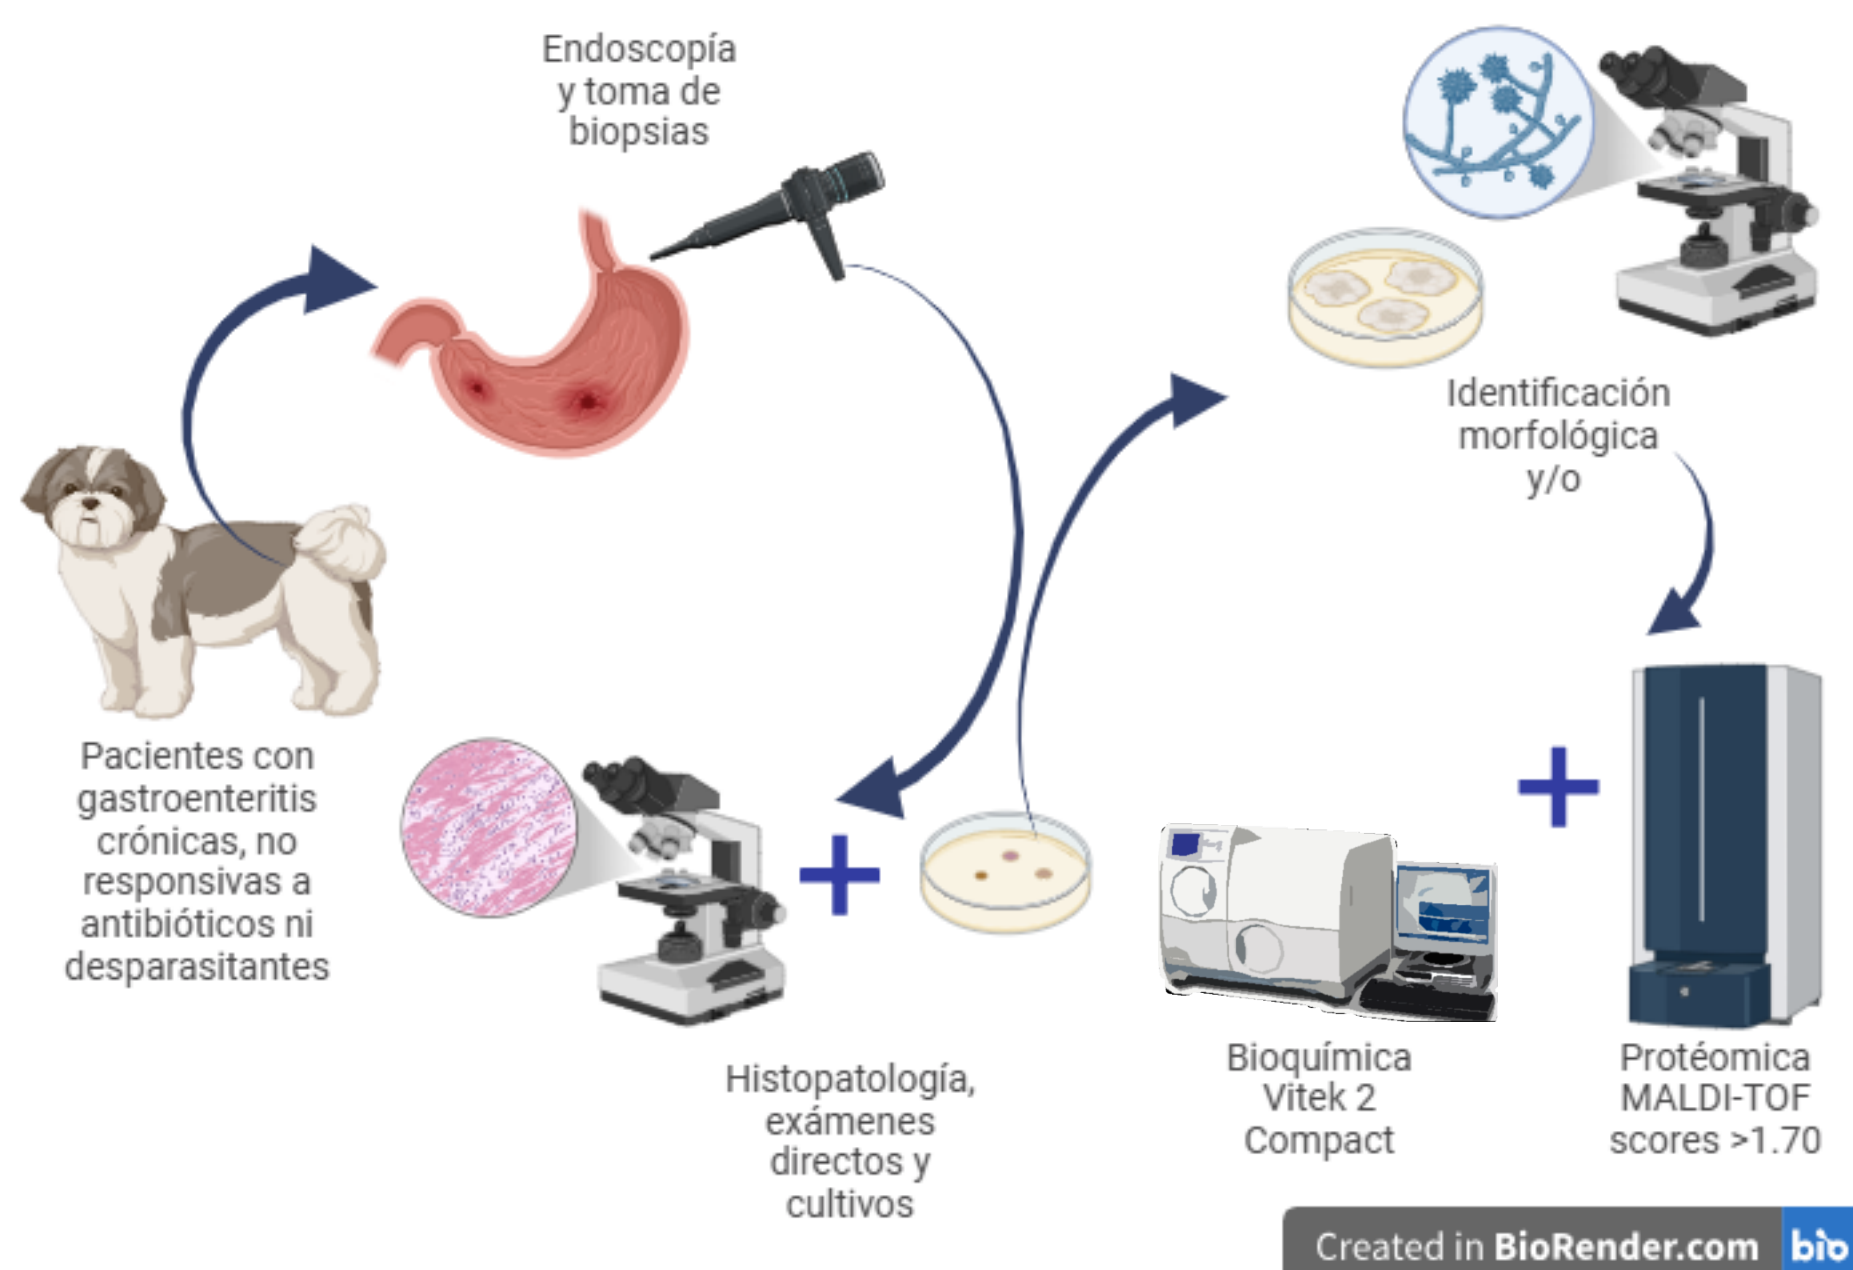 Endoscopía
y toma de
biopsias
Pacientes con
gastroenteritis
crónicas, no
responsivas a
antibióticos ni
desparasitantes
Histopatología,
exámenes
directos y
cultivos
Identificación
morfológica
y/o
Bioquímica
Vitek 2
Compact
Protéomica
MALDI-TOF
scores >1.70
Created in BioRender.com bio